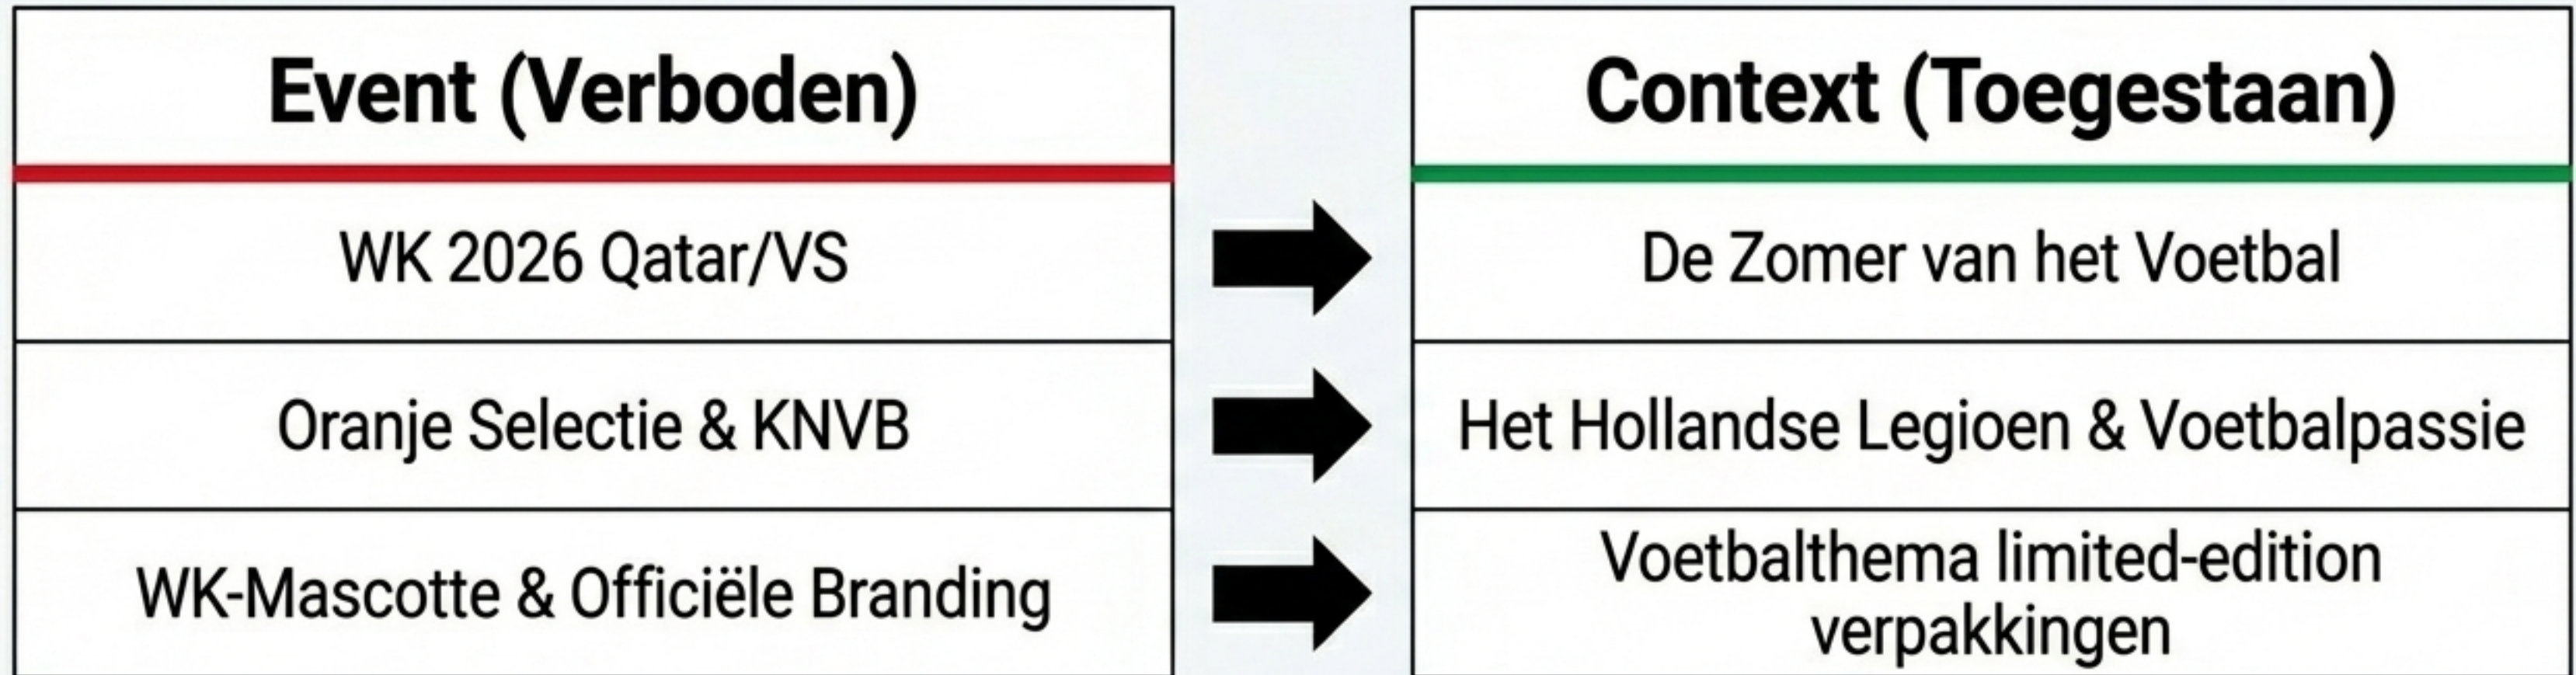 Event (Verboden)
Context (Toegestaan)
WK 2026 Qatar/VS
De Zomer van het Voetbal
Oranje Selectie & KNVB
Het Hollandse Legioen & Voetbalpassie
WK-Mascotte & Officiële Branding
Voetbalthema limited-edition
verpakkingen